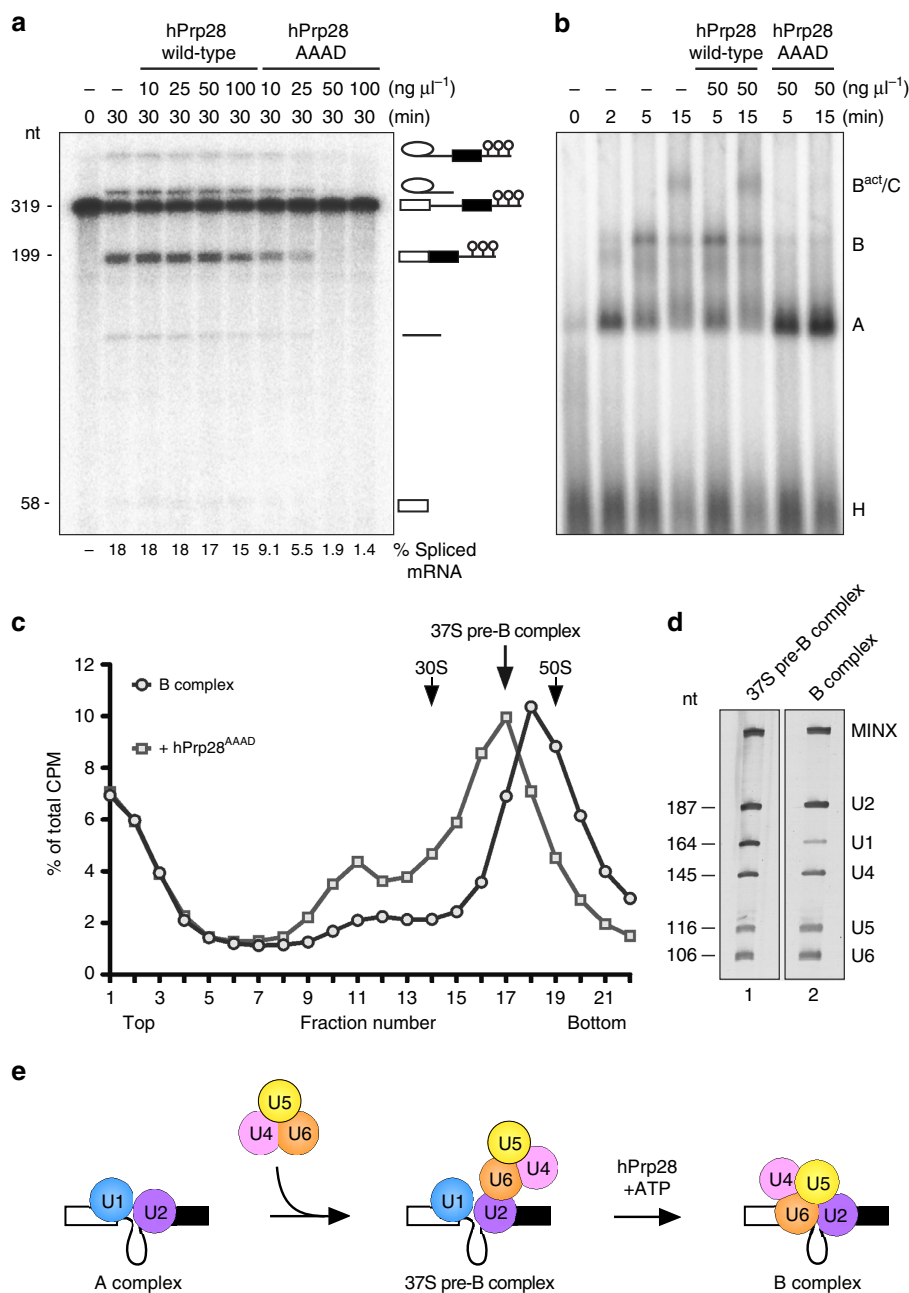 a
hPrp28 wild-type
hPrp28 AAAD
– – 10 25 50 100 10 25 50 100 (ng µl⁻¹)
0 30 30 30 30 30 30 30 30 30 (min)
nt
319 -
199 -
58 -
– 18 18 18 17 15 9.1 5.5 1.9 1.4 % Spliced mRNA
b
hPrp28 wild-type
hPrp28 AAAD
– – – – 50 50 50 50 (ng µl⁻¹)
– 2 5 15 5 15 5 15 (min)
Bact/C
B
A
H
c
37S pre-B complex
30S
50S
B complex
+ hPrp28AAAD
% of total CPM
12
10
8
6
4
2
0
1 3 5 7 9 11 13 15 17 19 21
Top Fraction number Bottom
d
37S pre-B complex
B complex
nt
MINX
187 U2
164 U1
145 U4
116 U5
106 U6
1 2
e
U5
U4 U6
U1 U2
A complex
U5
U6 U4
U1 U2
37S pre-B complex
hPrp28
+ATP
U4 U5
U6 U2
B complex